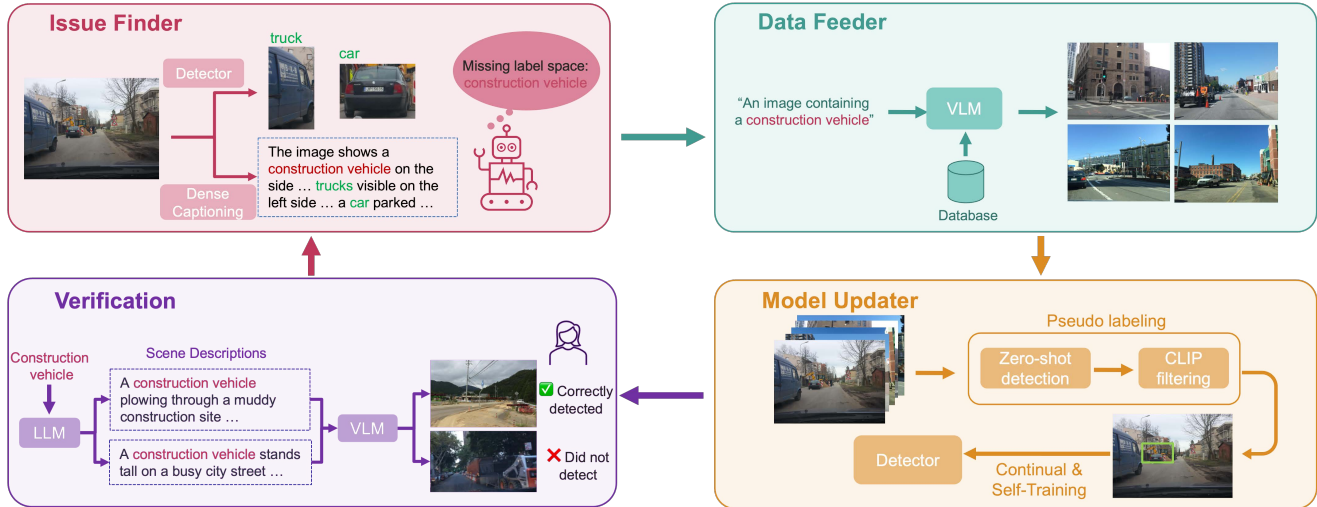 Issue Finder
truck
car
Detector
Missing label space:
construction vehicle
The image shows a
construction vehicle on the
side ... trucks visible on the
left side ... a car parked ...
Dense
Captioning
Data Feeder
“An image containing
a construction vehicle”
VLM
Database
Verification
Construction
vehicle
Scene Descriptions
A construction vehicle
plowing through a muddy
construction site ...
LLM
A construction vehicle stands
tall on a busy city street ...
VLM
Correctly
detected
Did not
detect
Model Updater
Pseudo labeling
Zero-shot
detection
CLIP
filtering
Detector
Continual &
Self-Training